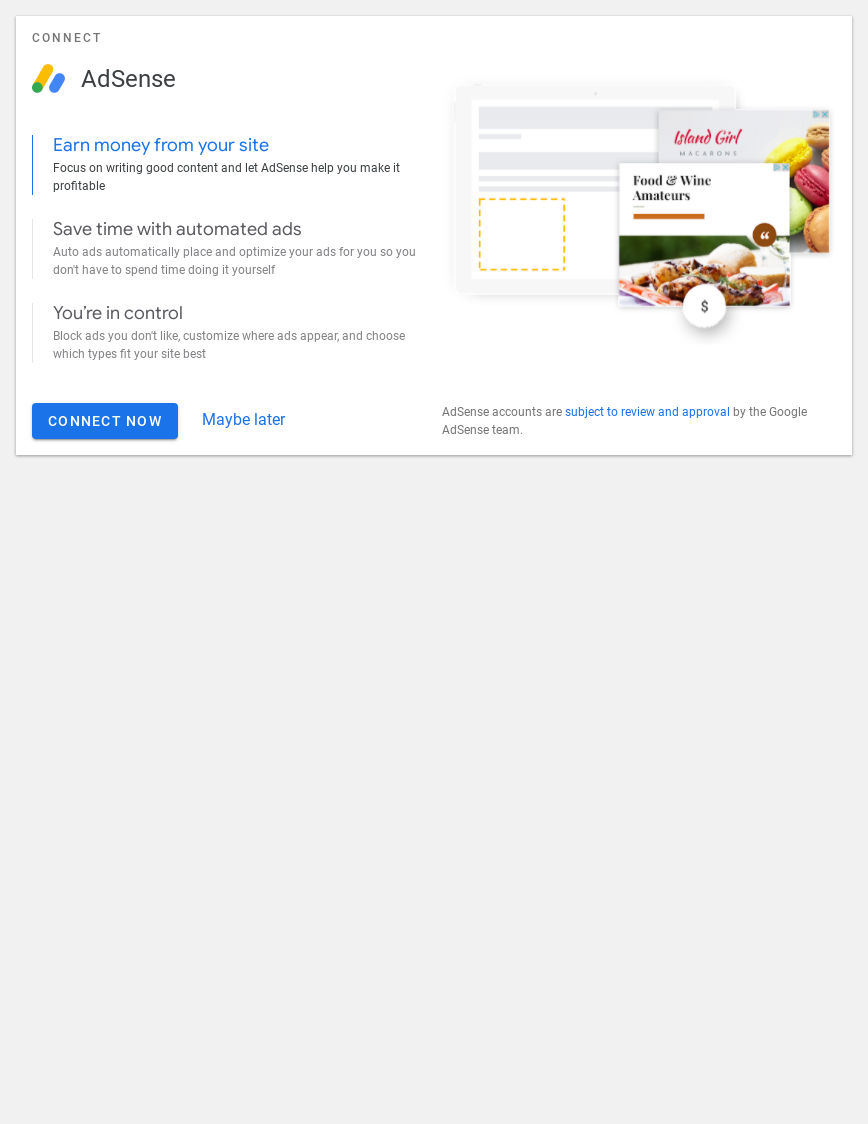 CONNECT
AdSense
Earn money from your site
Focus on writing good content and let AdSense help you make it
profitable
Save time with automated ads
Auto ads automatically place and optimize your ads for you so you
don't have to spend time doing it yourself
You’re in control
Block ads you don't like, customize where ads appear, and choose
which types fit your site best
CONNECT NOW
Maybe later
Island Girl
MACARONS
Food & Wine
Amateurs
“
$
AdSense accounts are subject to review and approval by the Google
AdSense team.